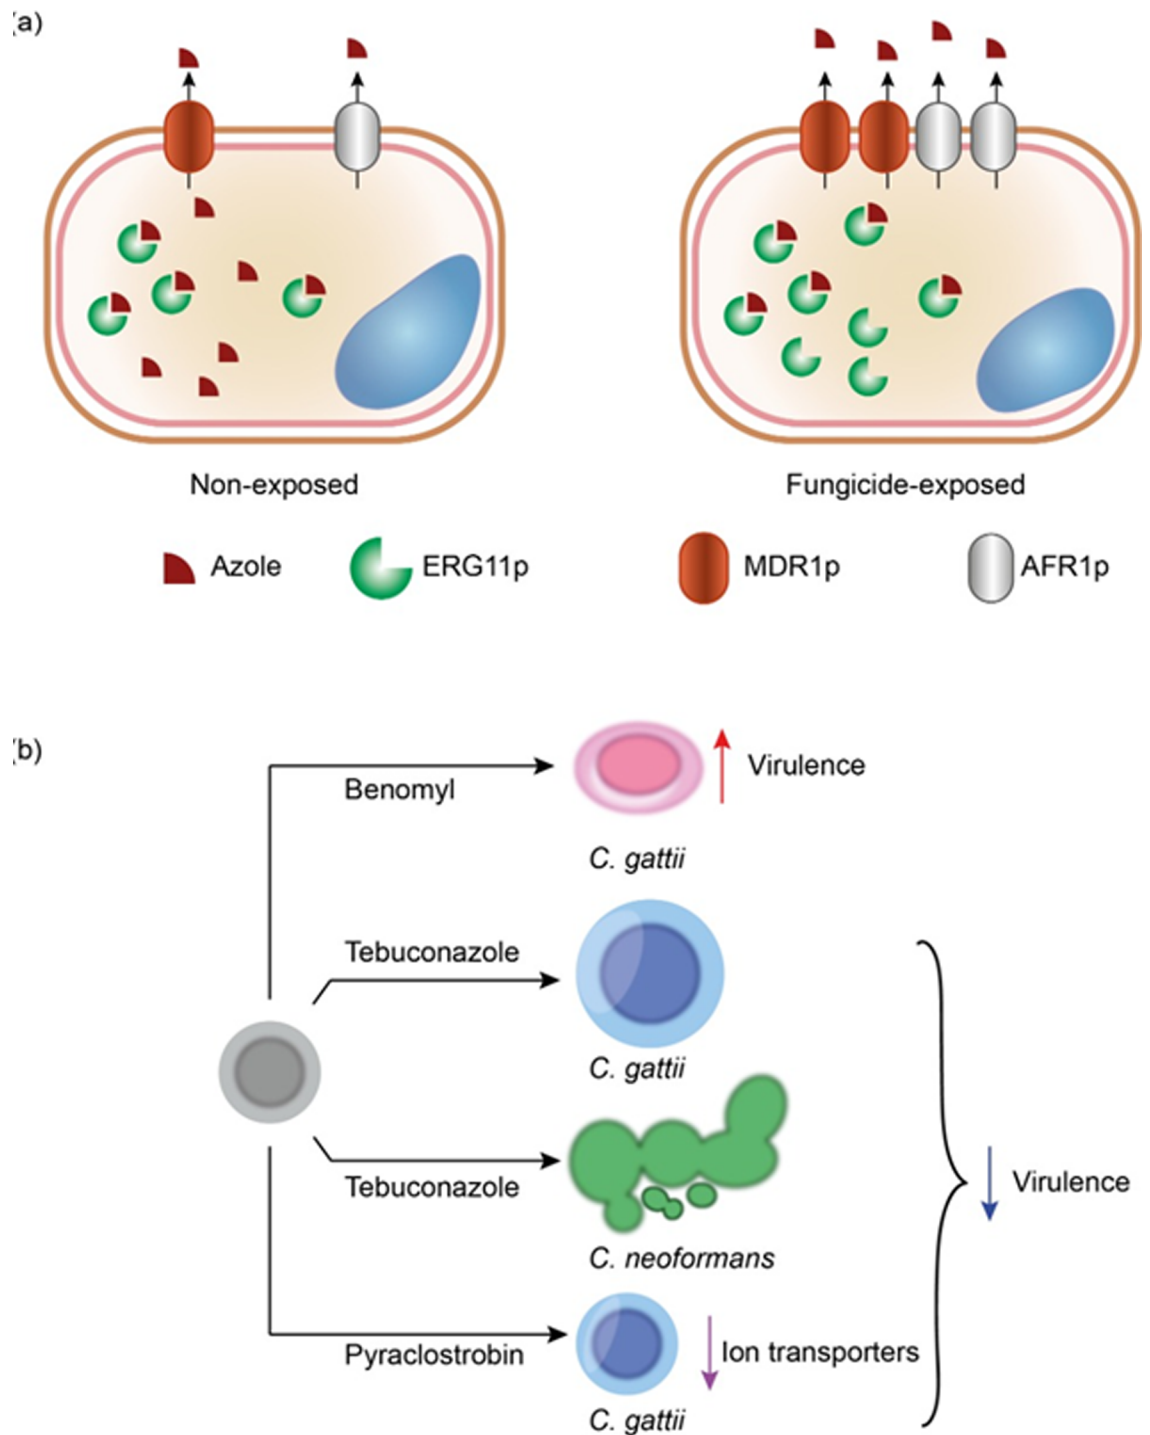 (a)
Non-exposed
Fungicide-exposed
Azole
ERG11p
MDR1p
AFR1p
(b)
Benomyl
Virulence
C. gattii
Tebuconazole
C. gattii
Tebuconazole
Virulence
C. neoformans
Pyraclostrobin
Ion transporters
C. gattii